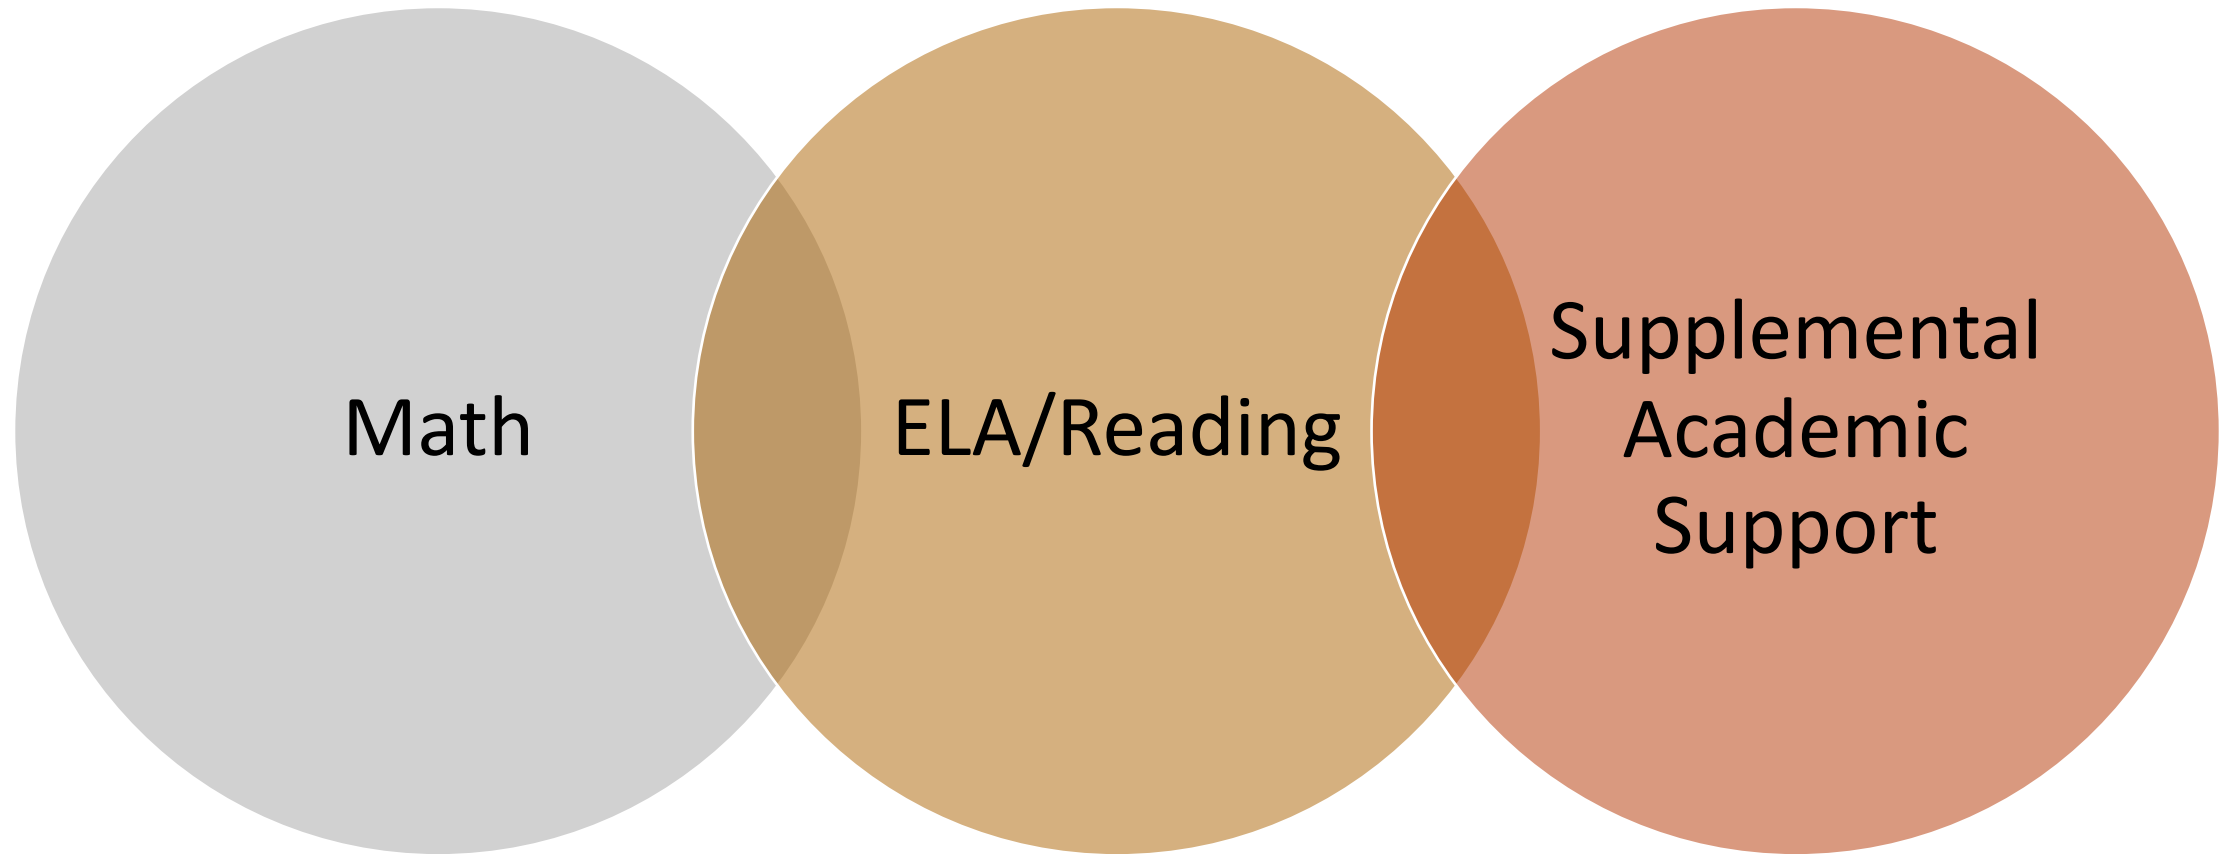 Math
ELA/Reading
Supplemental
Academic
Support